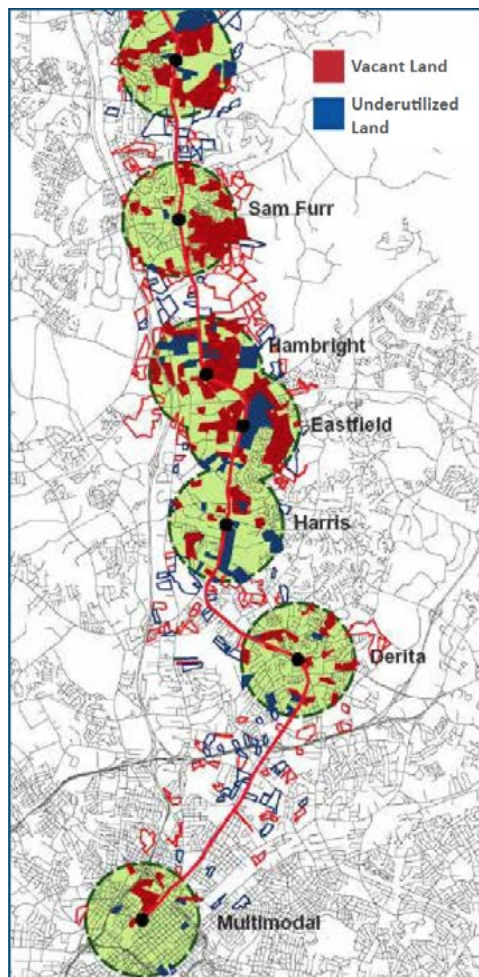 Vacant Land
Underutilized
Land
Sam Furr
Hambright
Eastfield
Harris
Derita
Multimodal